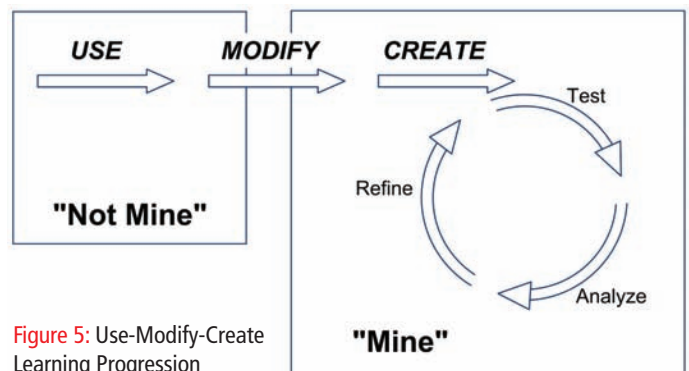 USE MODIFY CREATE
Test
Refine
"Not Mine"
Analyze
"Mine"
Figure 5: Use-Modify-Create
Learning Progression